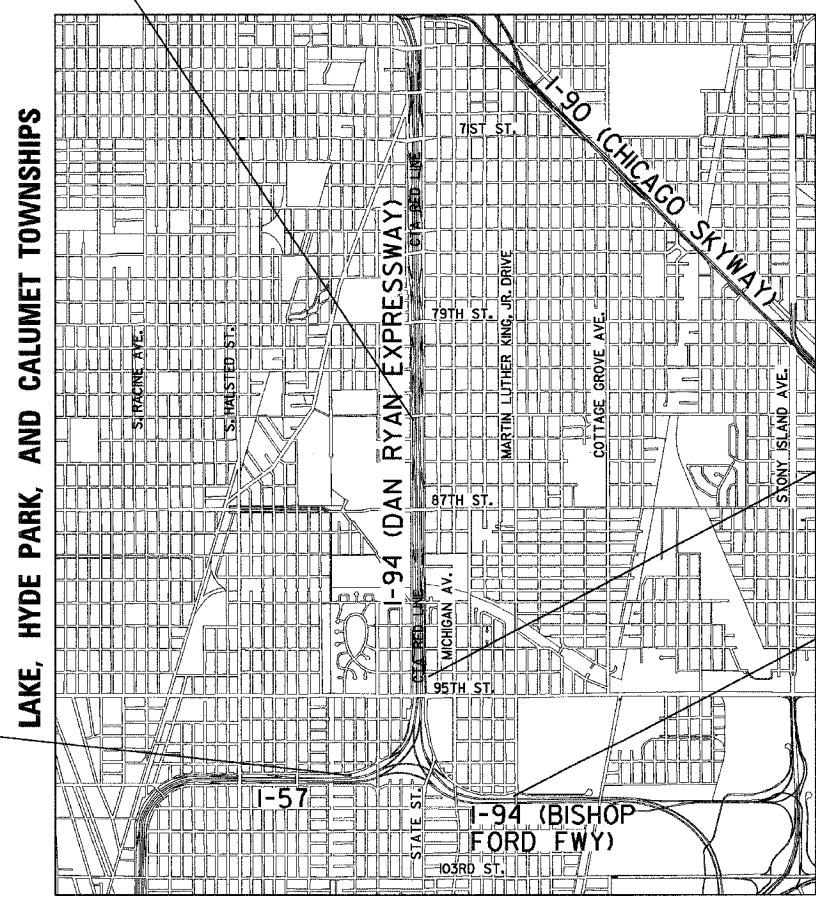 LAKE, HYDE PARK, AND CALUMET TOWNSHIPS
I-90 (CHICAGO SKYWAY)
71ST ST.
CTA RED LINE
I-94 (DAN RYAN EXPRESSWAY)
MARTIN LUTHER KING, JR. DRIVE
79TH ST.
COTTAGE GROVE AVE.
S. RACINE AVE.
S. HALSTED ST.
STONY ISLAND AVE.
87TH ST.
MICHIGAN AV.
CTA RED LINE
95TH ST.
I-57
STATE ST.
I-94 (BISHOP
FORD FWY)
103RD ST.